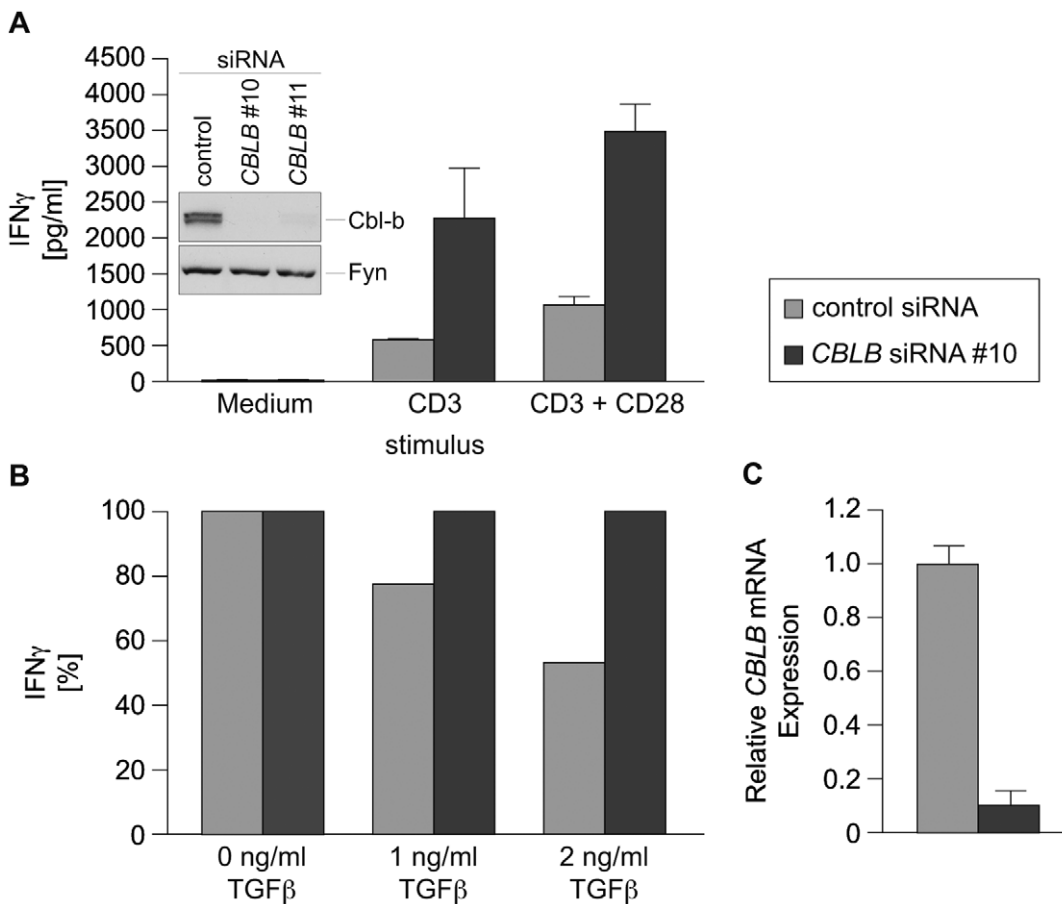 A
4500
4000
3500
3000
2500
2000
1500
1000
500
0
IFNγ
[pg/ml]
siRNA
control
CBLB #10
CBLB #11
Cbl-b
Fyn
Medium
CD3
CD3 + CD28
stimulus
control siRNA
CBLB siRNA #10
B
100
80
60
40
20
0
IFNγ
[%]
0 ng/ml
TGFβ
1 ng/ml
TGFβ
2 ng/ml
TGFβ
C
1.2
1.0
0.8
0.6
0.4
0.2
0
Relative CBLB mRNA
Expression